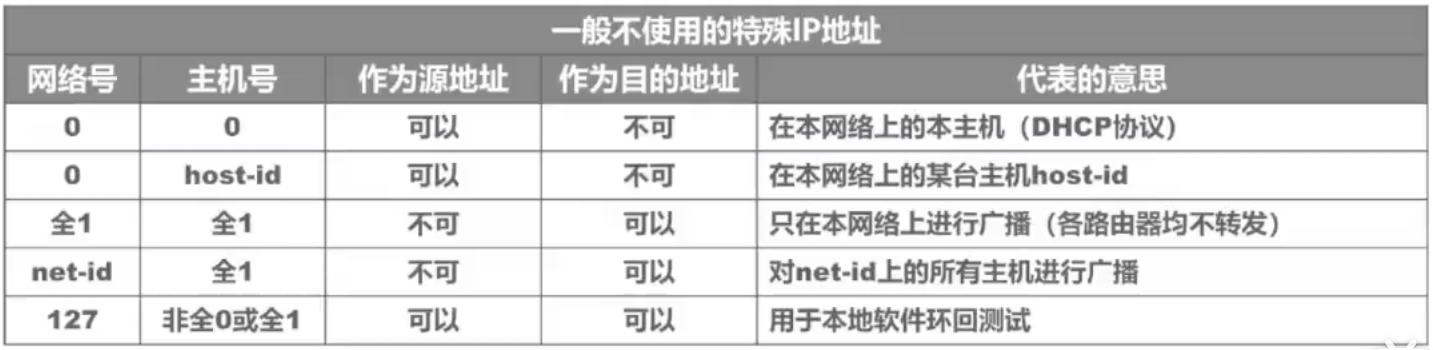 一般不使用的特殊IP地址
网络号 主机号 作为源地址 作为目的地址 代表的意思
0 0 可以 不可 在本网络上的本主机（DHCP协议）
0 host-id 可以 不可 在本网络上的某台主机host-id
全1 全1 不可 可以 只在本网络上进行广播（各路由器均不转发）
net-id 全1 不可 可以 对net-id上的所有主机进行广播
127 非全0或全1 可以 可以 用于本地软件环回测试